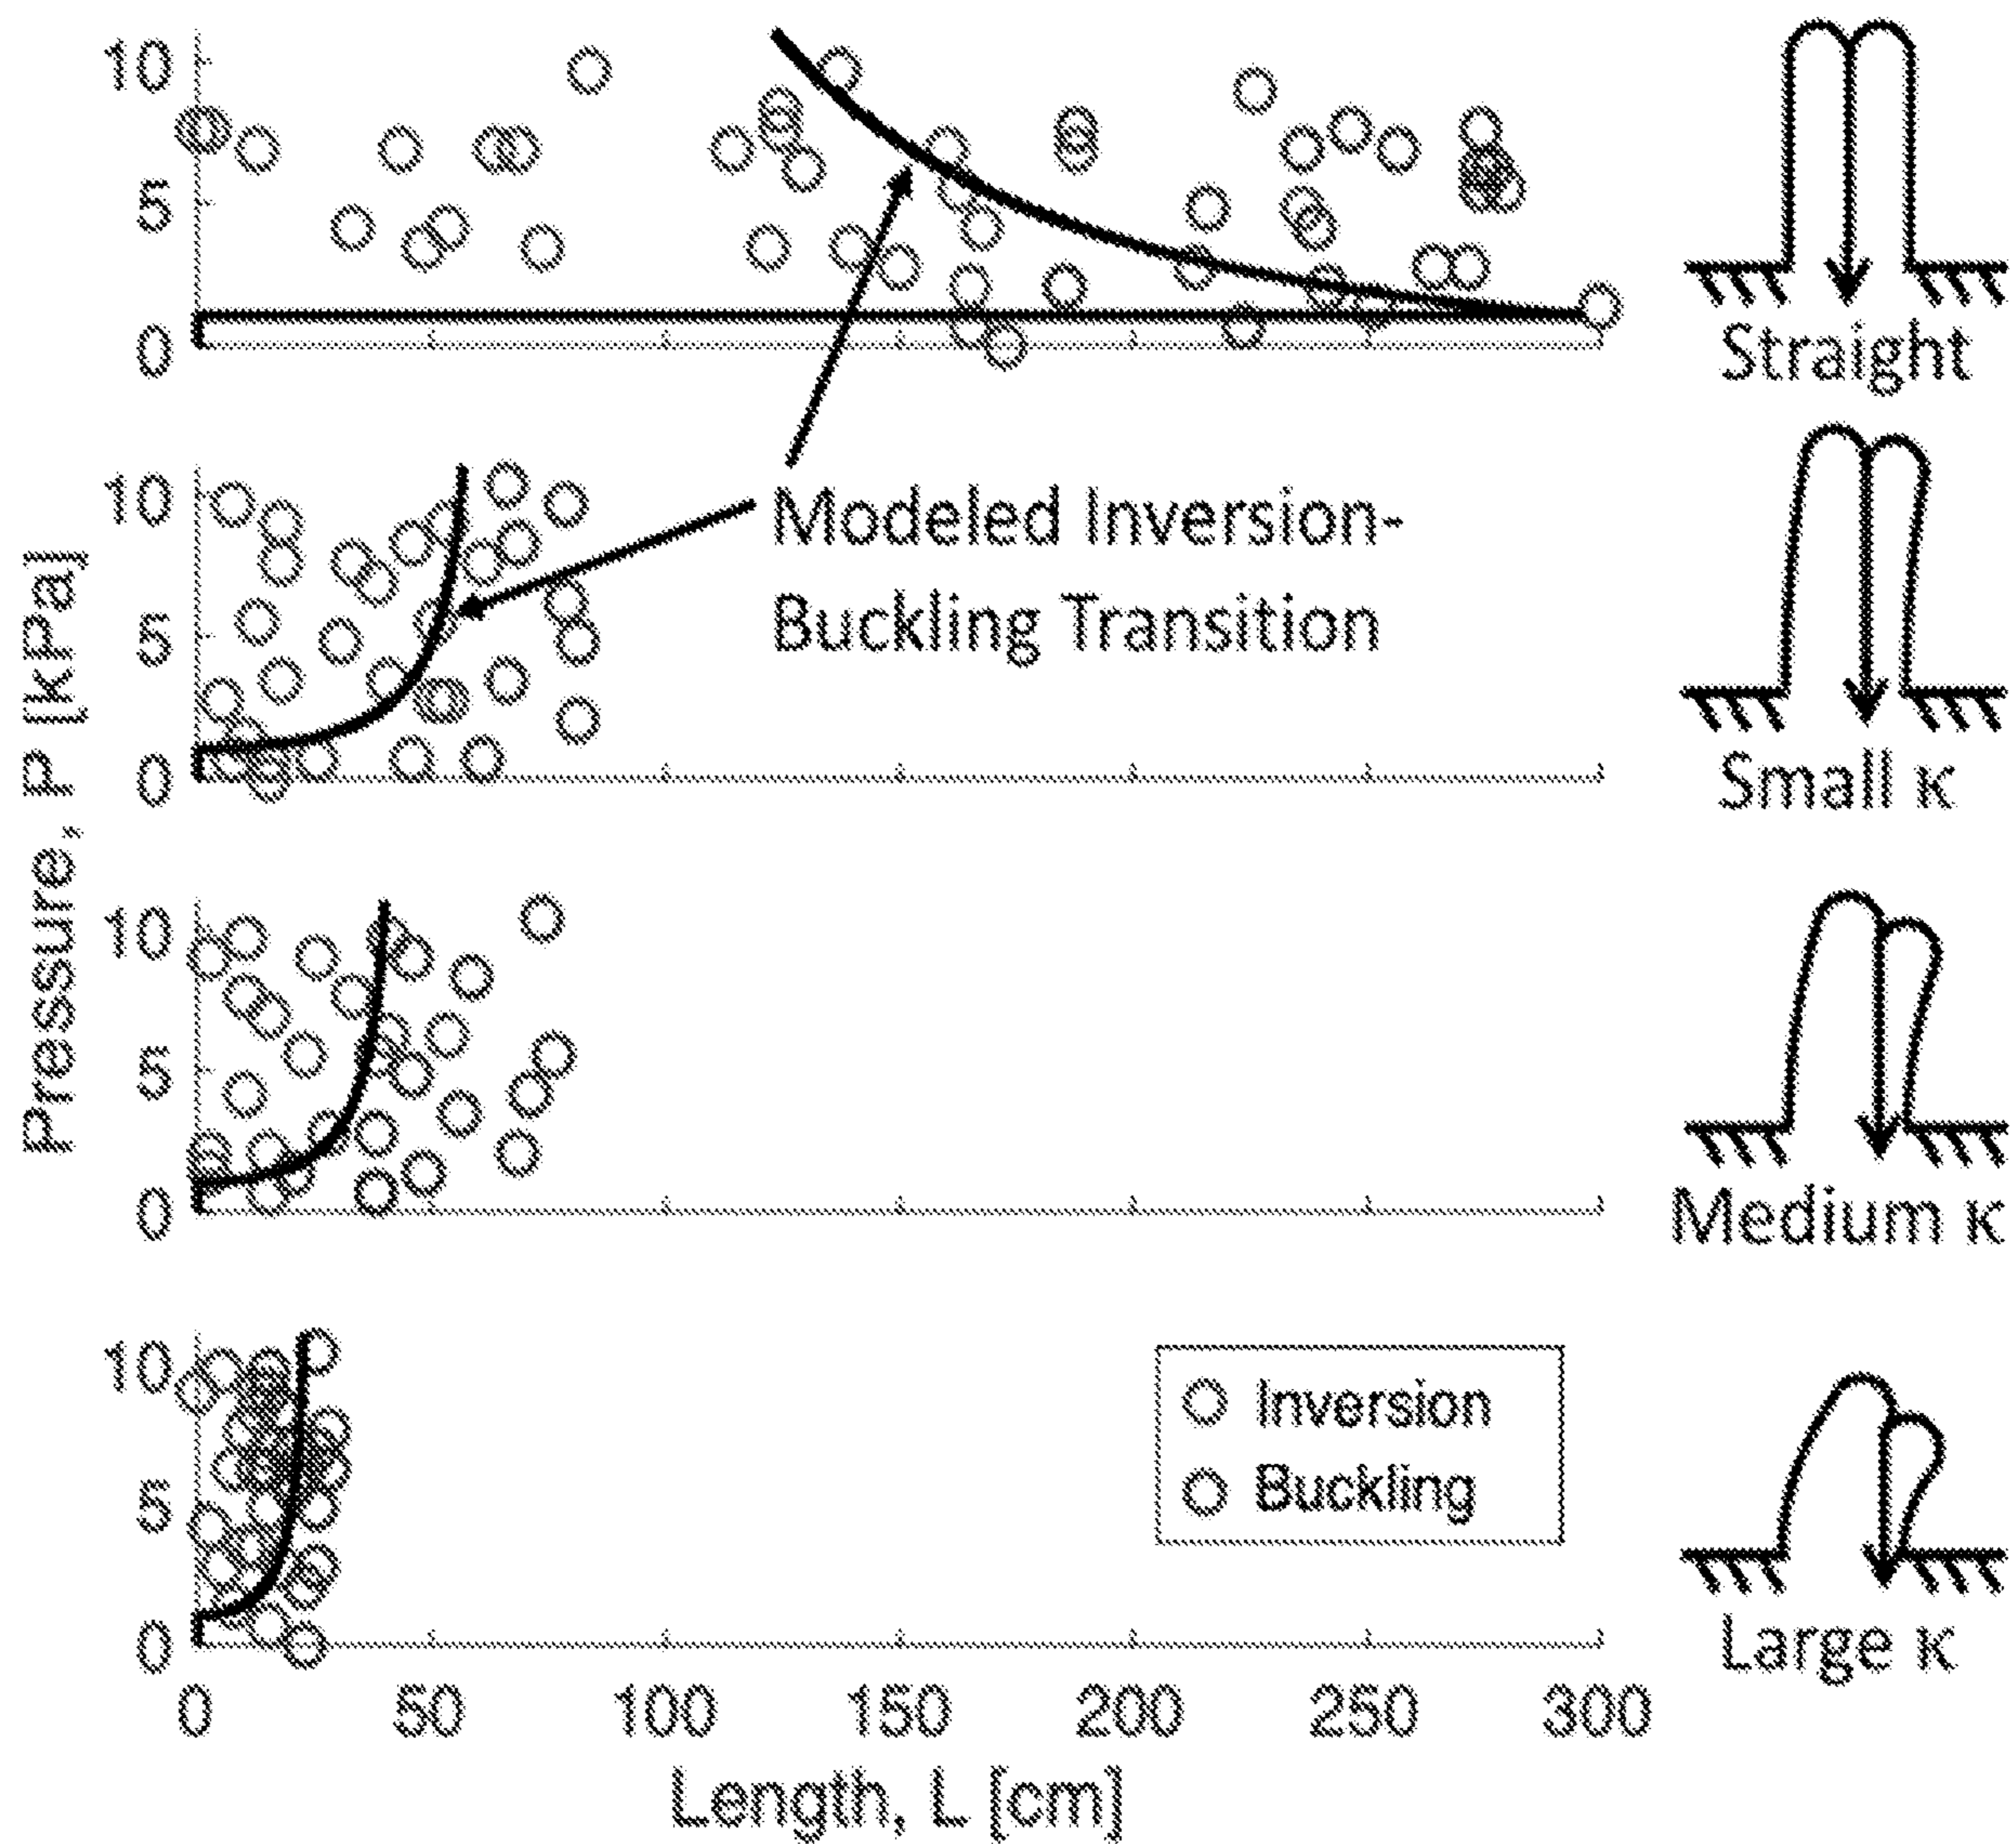 10
5
0
Straight
10
5
0
Modeled Inversion-
Buckling Transition
Small κ
Pressure, P [kPa]
10
5
0
Medium κ
10
5
0
Inversion
Buckling
Large κ
0 50 100 150 200 250 300
Length, L [cm]